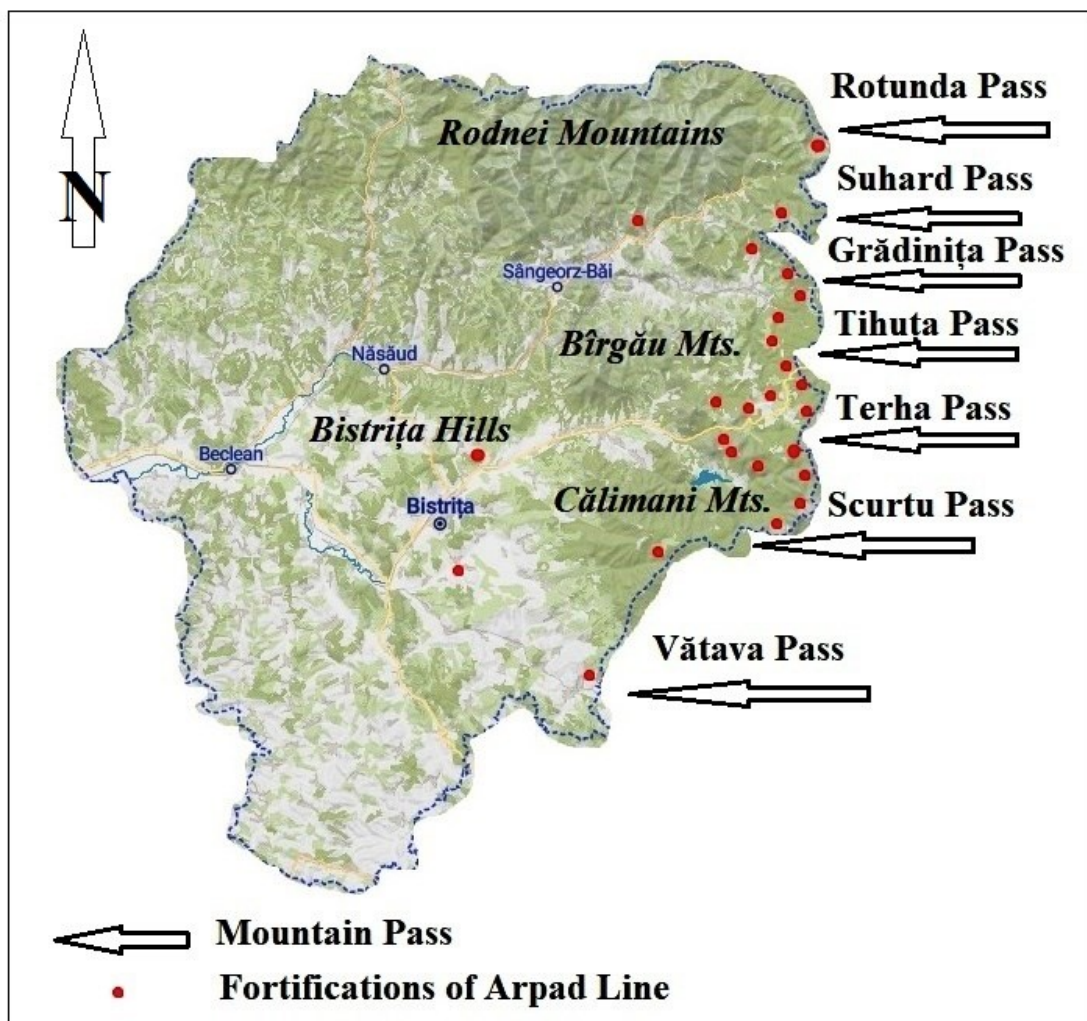 Rotunda Pass
Rodnei Mountains
Suhard Pass
N
Grădinița Pass
Sângeorz-Băi
Tihuța Pass
Bîrgău Mts.
Năsăud
Terha Pass
Bistrița Hills
Beclean
Călimani Mts.
Scurtu Pass
Bistrița
Vătava Pass
Mountain Pass
Fortifications of Arpad Line